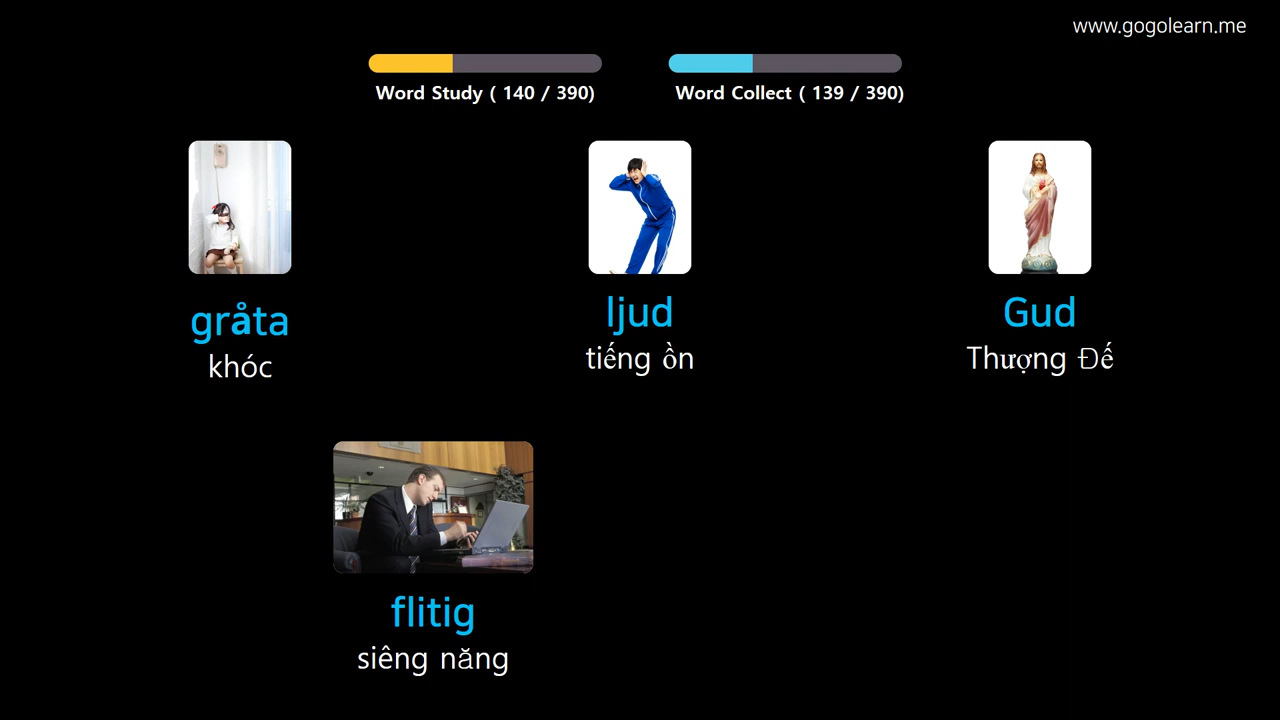 www.gogolearn.me
Word Study ( 140 / 390)
Word Collect ( 139 / 390)
gråta
khóc
ljud
tiếng ồn
Gud
Thượng Đế
flitig
siêng năng